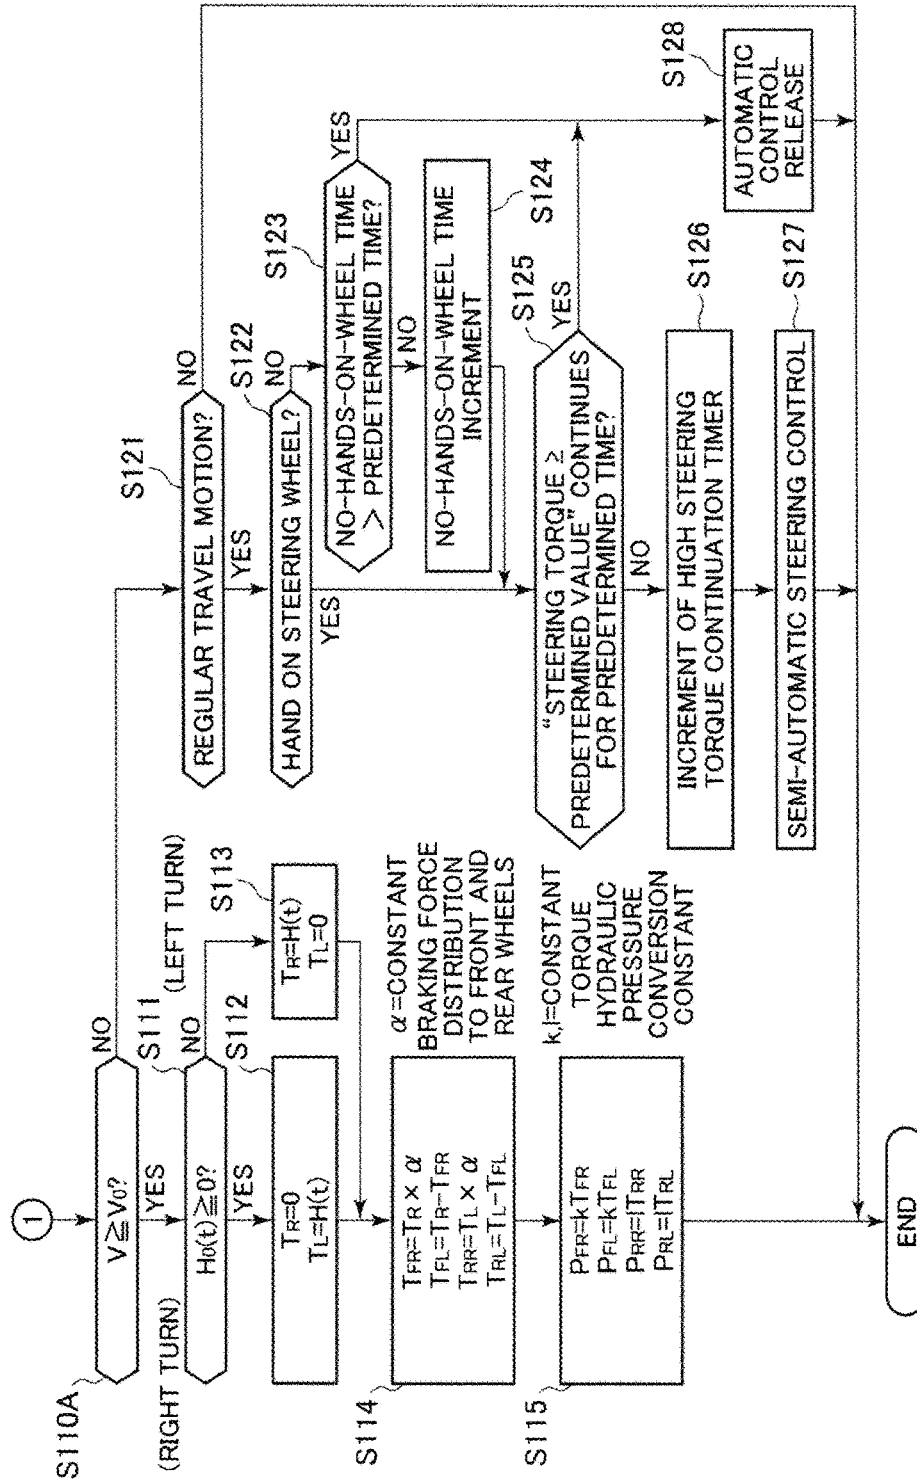 1
S110A
V≧V₀?
NO
YES
(RIGHT TURN)
S111
(LEFT TURN)
H₀(t)≧0?
NO
YES
S112
TR=0
TL=H(t)
S113
TR=H(t)
TL=0
S114
TFR=TR×α
TFL=TR-TFR
TRR=TL×α
TRL=TL-TFL
α=CONSTANT
BRAKING FORCE
DISTRIBUTION
TO FRONT AND
REAR WHEELS
S115
PFR=kTFR
PFL=kTFL
PRR=lTRR
PRL=lTRL
k,l=CONSTANT
TORQUE
HYDRAULIC
PRESSURE
CONVERSION
CONSTANT
S121
REGULAR TRAVEL MOTION?
NO
YES
S122
HAND ON STEERING WHEEL?
NO
YES
S123
NO-HANDS-ON-WHEEL TIME
> PREDETERMINED TIME?
YES
NO
S124
NO-HANDS-ON-WHEEL TIME
INCREMENT
S125
“STEERING TORQUE ≥
PREDETERMINED VALUE” CONTINUES
FOR PREDETERMINED TIME?
YES
NO
S126
INCREMENT OF HIGH STEERING
TORQUE CONTINUATION TIMER
S127
SEMI-AUTOMATIC STEERING CONTROL
S128
AUTOMATIC
CONTROL
RELEASE
END